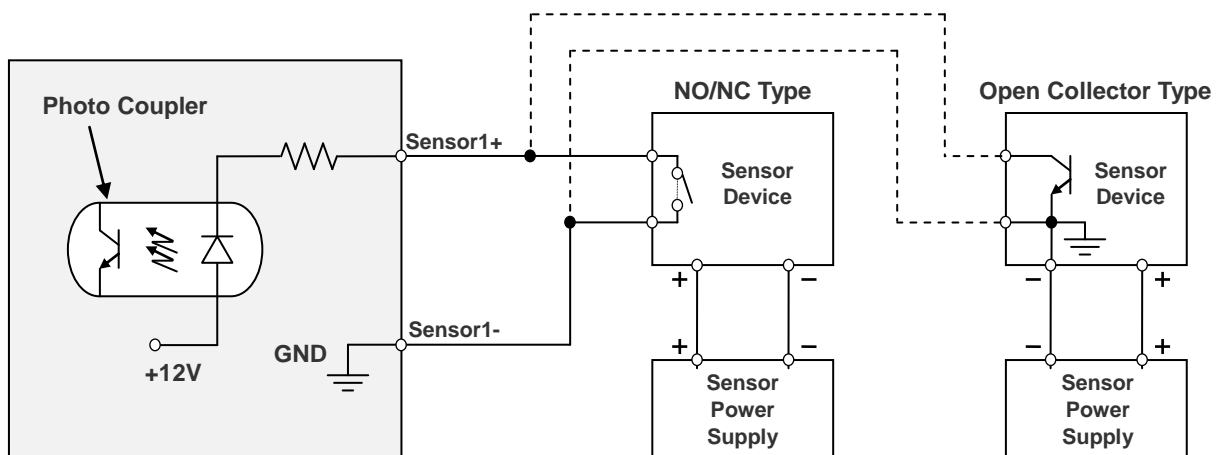 NO/NC Type
Open Collector Type
Photo Coupler
Sensor1+
Sensor
Device
Sensor
Device
+
−
−
+
Sensor1-
GND
+12V
+
−
−
+
Sensor
Power
Supply
Sensor
Power
Supply